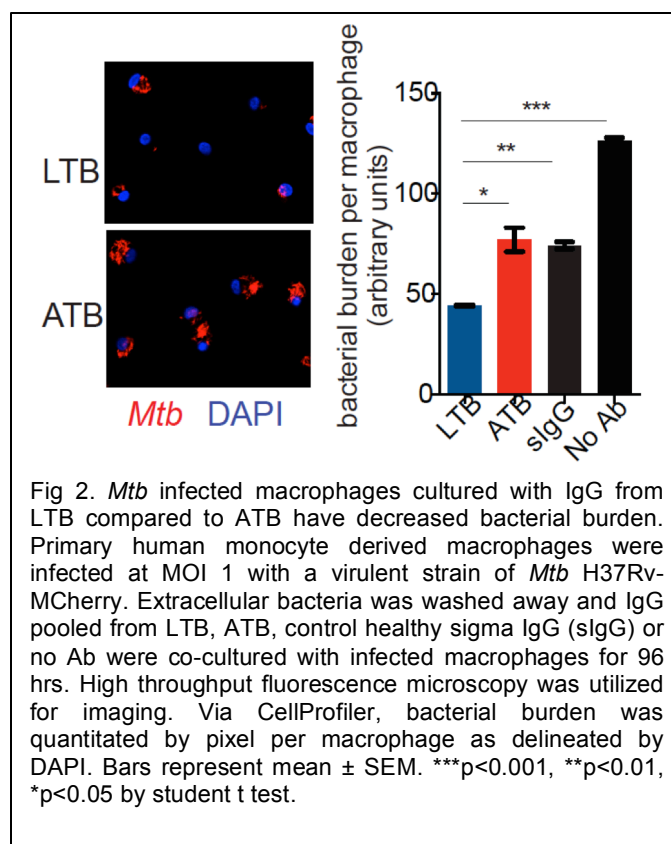 LTB
ATB
Mtb DAPI
bacterial burden per macrophage
(arbitrary units)
150
100
50
0
***
**
*
LTB
ATB
sIgG
No Ab
Fig 2. Mtb infected macrophages cultured with IgG from
LTB compared to ATB have decreased bacterial burden.
Primary human monocyte derived macrophages were
infected at MOI 1 with a virulent strain of Mtb H37Rv-
MCherry. Extracellular bacteria was washed away and IgG
pooled from LTB, ATB, control healthy sigma IgG (sIgG) or
no Ab were co-cultured with infected macrophages for 96
hrs. High throughput fluorescence microscopy was utilized
for imaging. Via CellProfiler, bacterial burden was
quantitated by pixel per macrophage as delineated by
DAPI. Bars represent mean ± SEM. ***p<0.001, **p<0.01,
*p<0.05 by student t test.